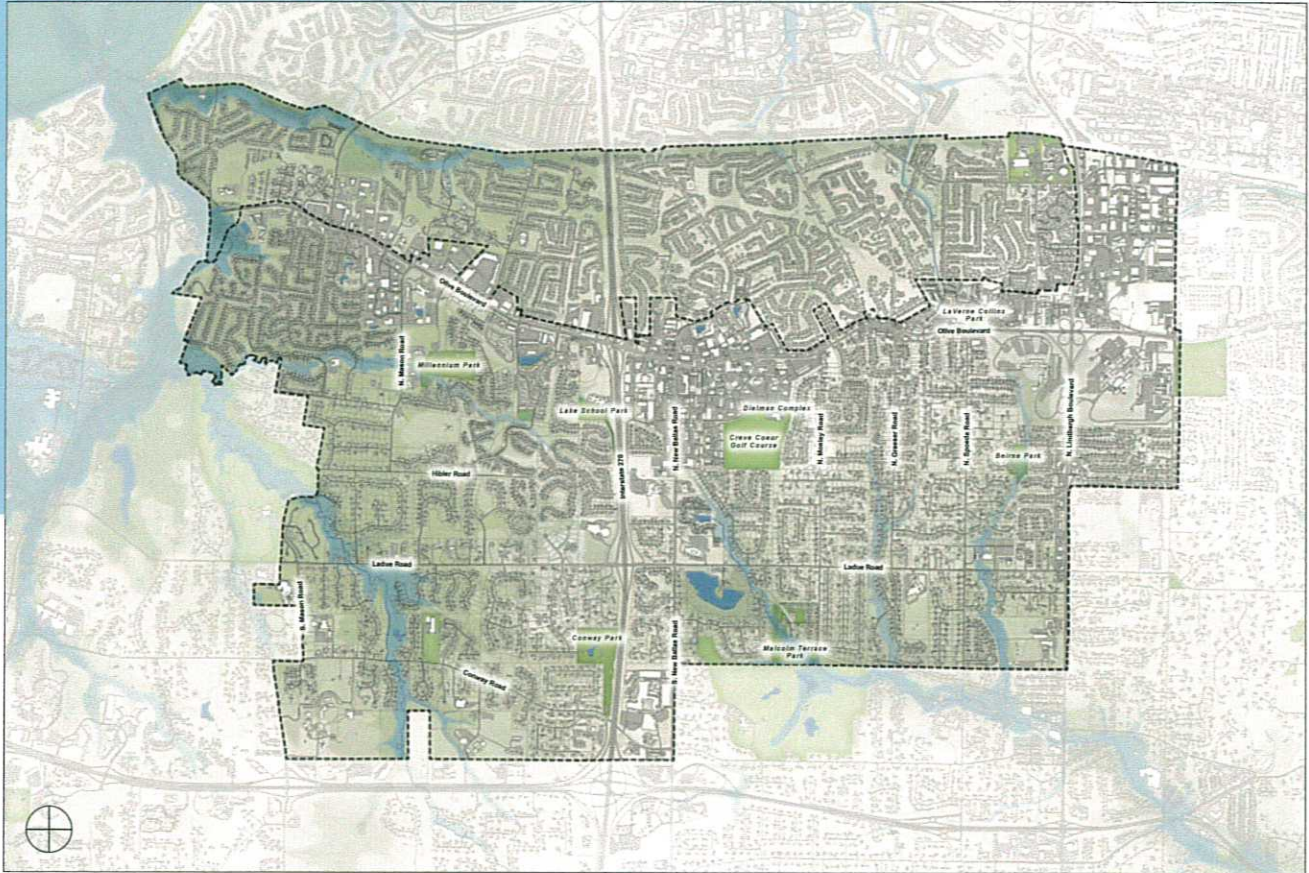 LaVerne Collins
Park
Olive Boulevard
Olive Boulevard
N. Mason Road
Millennium Park
Lake School Park
N. New Ballas Road
Dielman Complex
Creve Coeur
Golf Course
N. Mosley Road
N. Graeser Road
N. Spoede Road
N. Lindbergh Boulevard
Beirne Park
Hibler Road
Interstate 270
Ladue Road
Ladue Road
S. Mason Road
Conway Park
S. New Ballas Road
Malcolm Terrace
Park
Conway Road